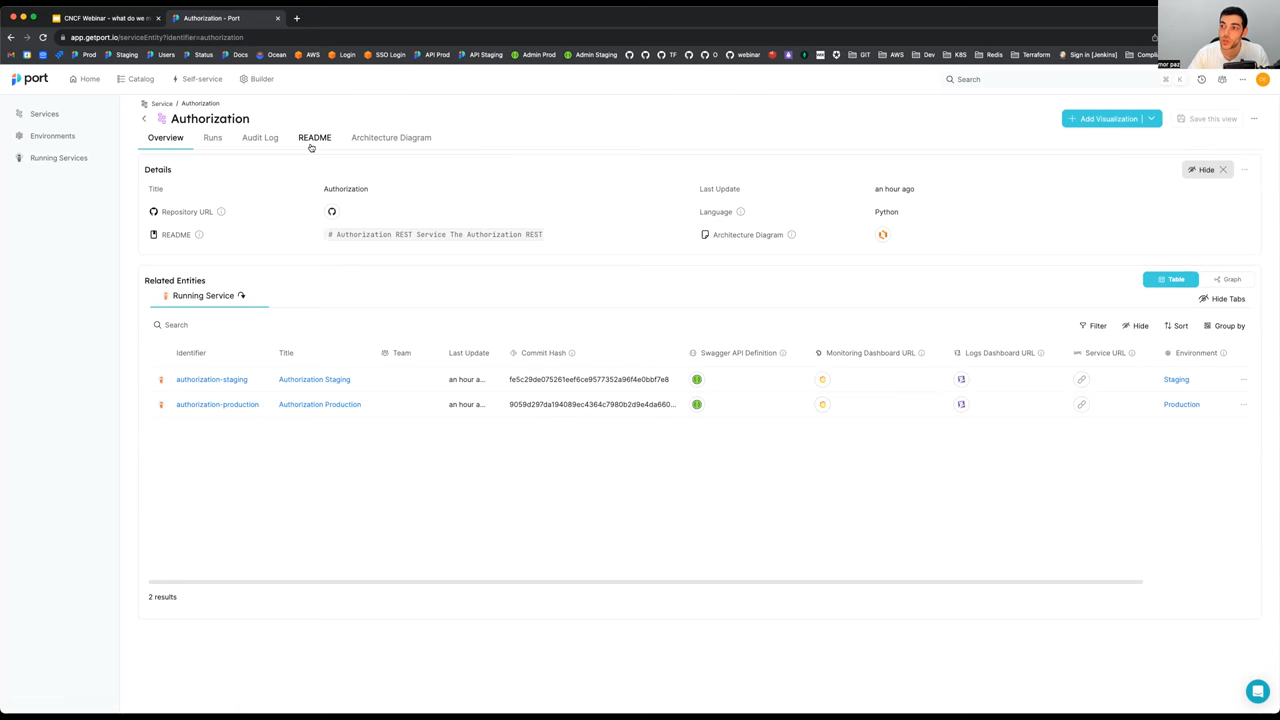 CNCF Webinar - what do we m
Authorization - Port
app.getport.io/serviceEntity?identifier=authorization
Prod Staging Users Status Docs Ocean AWS Login SSO Login API Prod API Staging Admin Prod Admin Staging TF O webinar GIT AWS Dev K8S Redis Terraform Sign in [Jenkins] Complia
mor paz
port Home Catalog Self-service Builder Search ⌘ K
Services
Environments
Running Services
Service / Authorization
Authorization
Add Visualization Save this view
Overview Runs Audit Log README Architecture Diagram
Details Hide
Title Authorization Last Update an hour ago
Repository URL Language Python
README # Authorization REST Service The Authorization REST Architecture Diagram
Related Entities Table Graph
Running Service Hide Tabs
Search Filter Hide Sort Group by
Identifier Title Team Last Update Commit Hash Swagger API Definition Monitoring Dashboard URL Logs Dashboard URL Service URL Environment
authorization-staging Authorization Staging an hour a... fe5c29de075261eef6ce9577352a96f4e0bbf7e8 Staging
authorization-production Authorization Production an hour a... 9059d297da194089ec4364c7980b2d9e4da660... Production
2 results